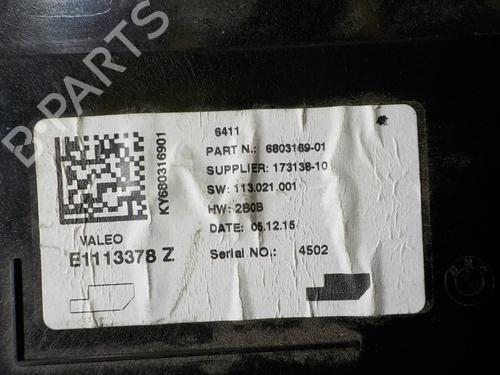 B-PARTS
6411
PART N.: 6803169-01
SUPPLIER: 173138-10
SW: 113.021.001
HW: 2B0B
DATE: 05.12.15
Serial NO.: 4502
KY680316901
VALEO
E1113378 Z
BMW